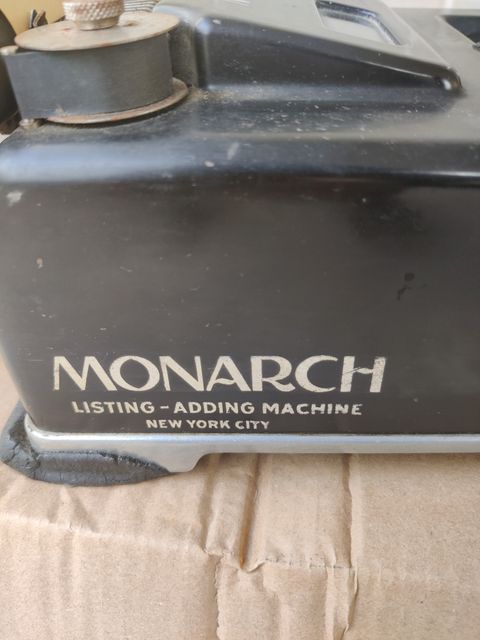 MONARCH
LISTING-ADDING MACHINE
NEW YORK CITY